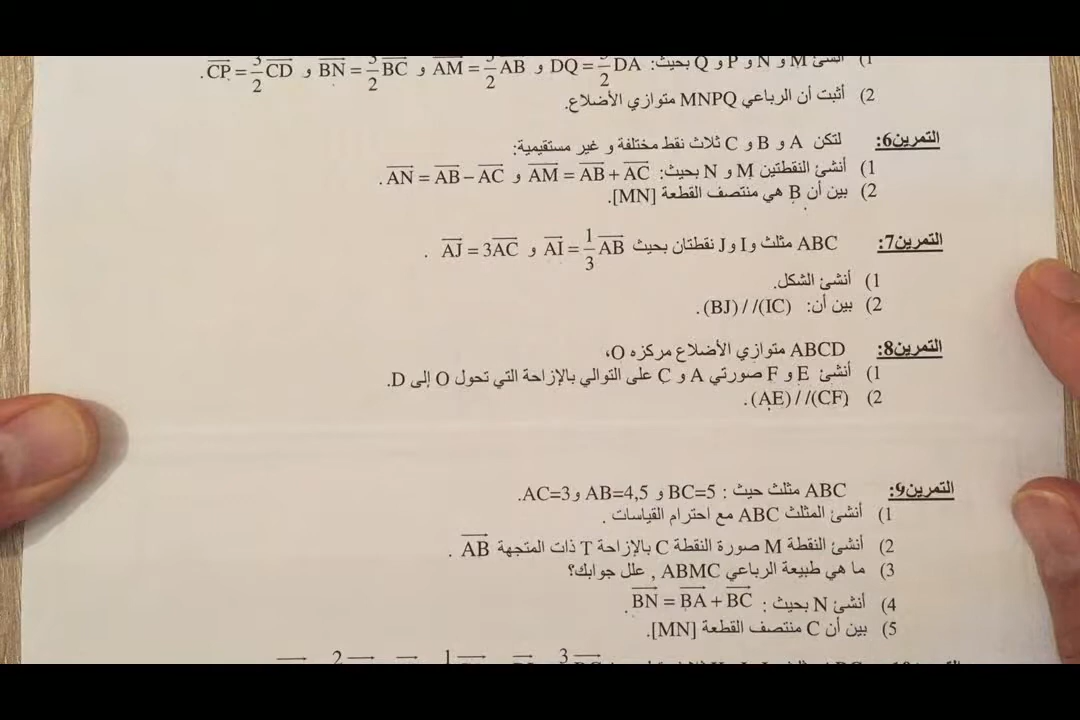 1) أنشئ M و N و P و Q بحيث: DQ = 3/2 DA و AM = 3/2 AB و BN = 3/2 BC و CP = 3/2 CD .
2) أثبت أن الرباعي MNPQ متوازي الأضلاع.
التمرين6: لتكن A و B و C ثلاث نقط مختلفة و غير مستقيمية:
1) أنشئ النقطتين M و N بحيث: AM = AB + AC و AN = AB − AC .
2) بين أن B هي منتصف القطعة [MN].
التمرين7: ABC مثلث و I و J نقطتان بحيث AI = 1/3 AB و AJ = 3AC .
1) أنشئ الشكل.
2) بين أن: (BJ)//(IC) .
التمرين8: ABCD متوازي الأضلاع مركزه O،
1) أنشئ E و F صورتي A و C على التوالي بالإزاحة التي تحول O إلى D.
2) (AE)//(CF).
التمرين9: ABC مثلث حيث : BC=5 و AB=4,5 و AC=3.
1) أنشئ المثلث ABC مع احترام القياسات .
2) أنشئ النقطة M صورة النقطة C بالإزاحة T ذات المتجهة AB .
3) ما هي طبيعة الرباعي ABMC , علل جوابك؟
4) أنشئ N بحيث : BN = BA + BC .
5) بين أن C منتصف القطعة [MN].